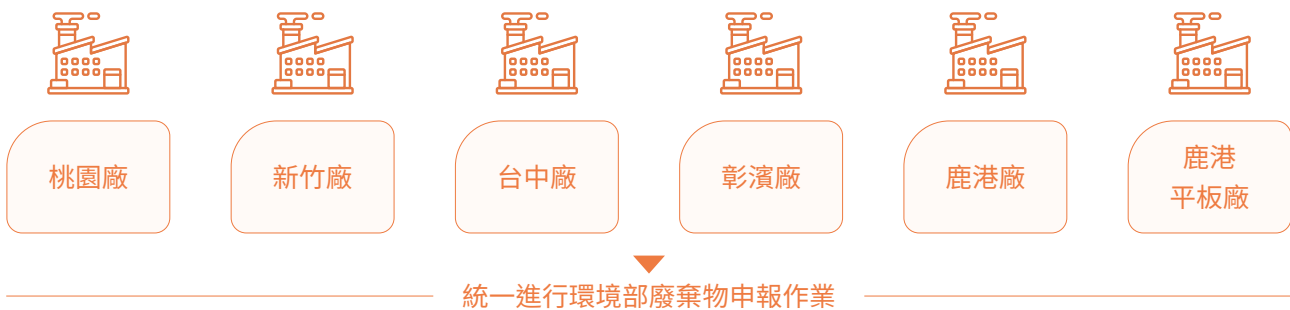 桃園廠
新竹廠
台中廠
彰濱廠
鹿港廠
鹿港
平板廠
統一進行環境部廢棄物申報作業